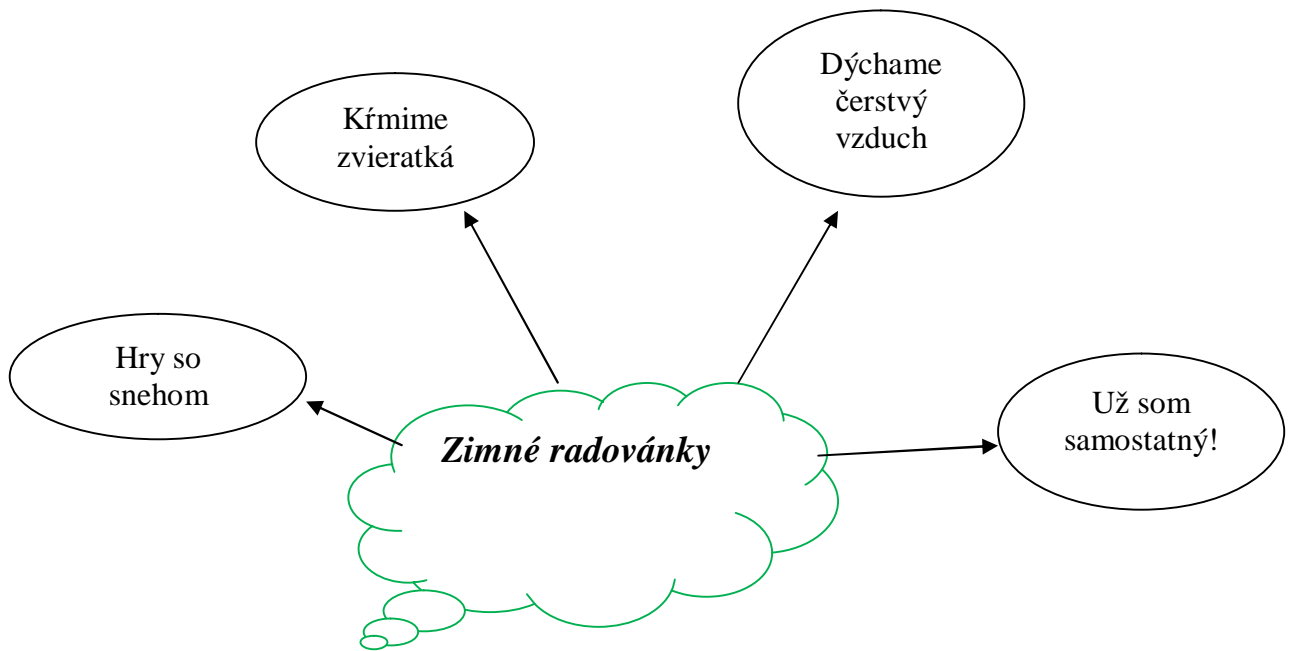 Dýchame
čerstvý
vzduch
Kŕmime
zvieratká
Hry so
snehom
Už som
samostatný!
Zimné radovánky